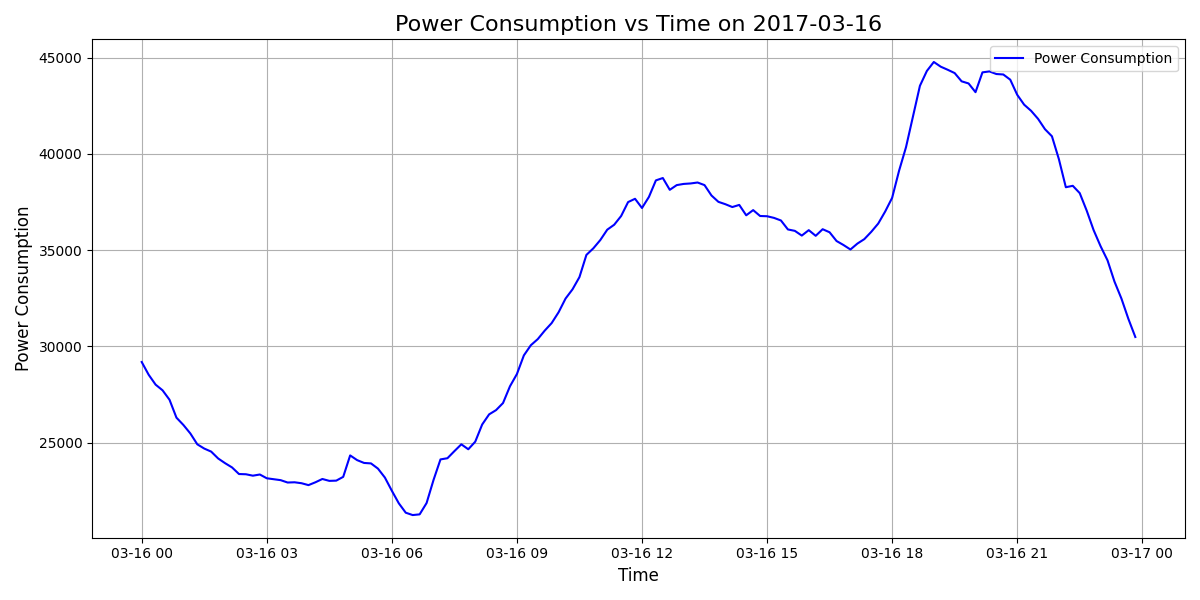 Power Consumption vs Time on 2017-03-16
Power Consumption
45000
40000
35000
30000
25000
Power Consumption
03-16 00 03-16 03 03-16 06 03-16 09 03-16 12 03-16 15 03-16 18 03-16 21 03-17 00
Time